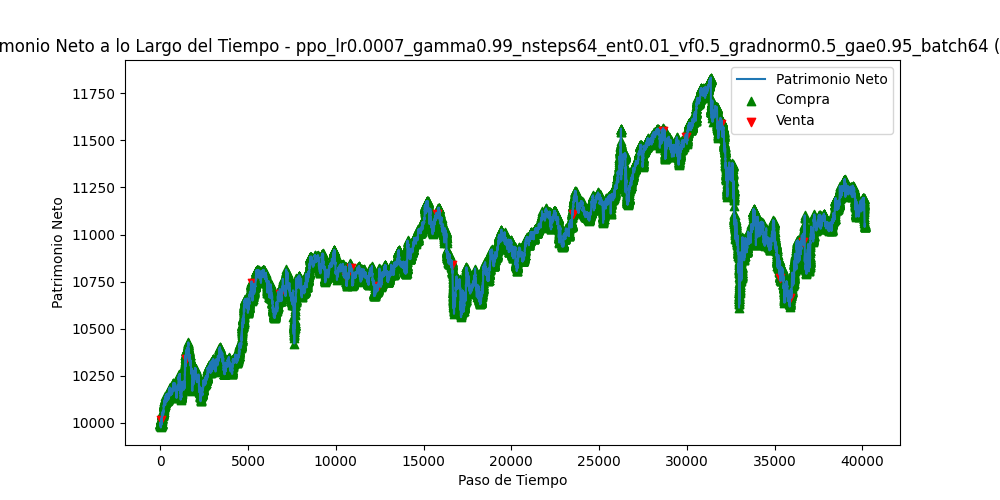 monio Neto a lo Largo del Tiempo - ppo_lr0.0007_gamma0.99_nsteps64_ent0.01_vf0.5_gradnorm0.5_gae0.95_batch64 (
Patrimonio Neto
Compra
Venta
11750
11500
11250
11000
10750
10500
10250
10000
Patrimonio Neto
0 5000 10000 15000 20000 25000 30000 35000 40000
Paso de Tiempo